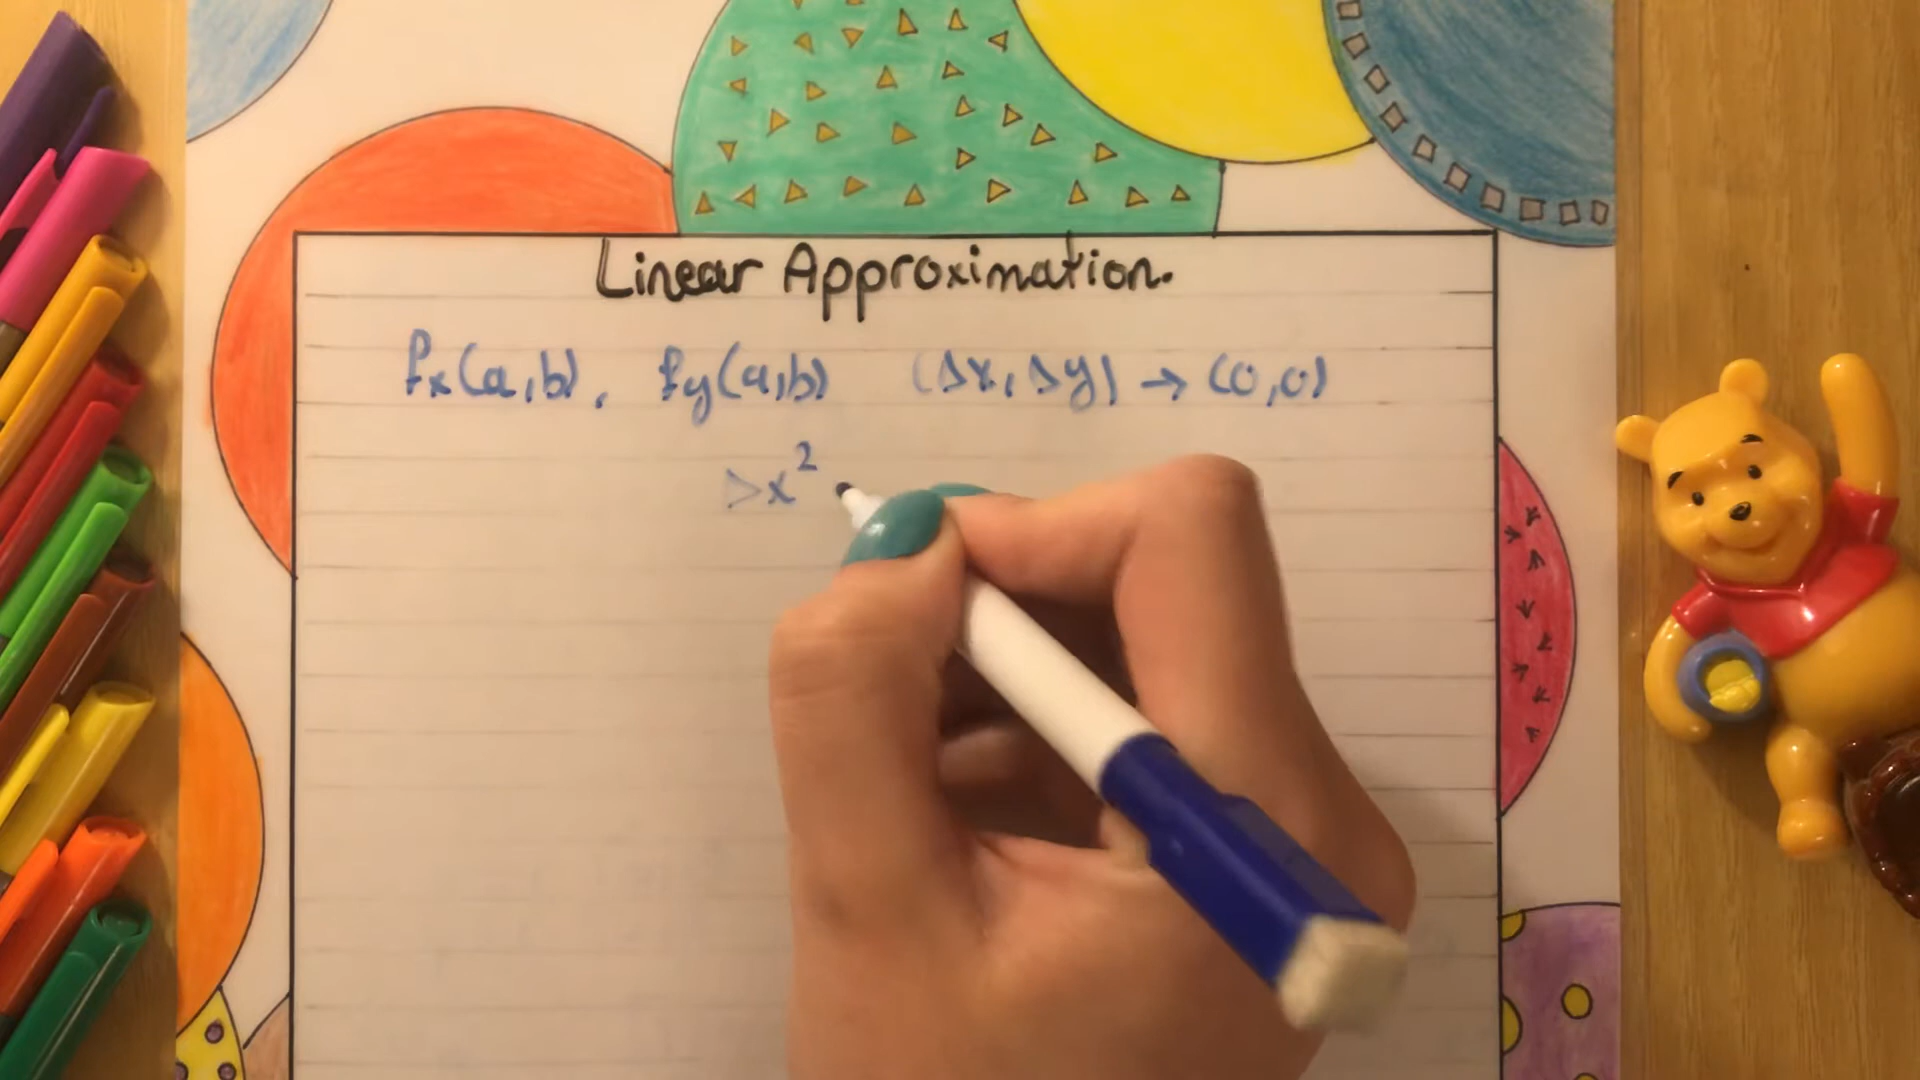 Linear Approximation.
fx(a,b), fy(a,b) (Δx, Δy) → (0,0)
Δx²